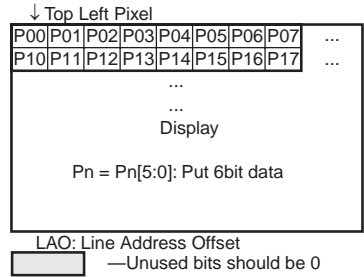 ↓Top Left Pixel
P00 P01 P02 P03 P04 P05 P06 P07 ...
P10 P11 P12 P13 P14 P15 P16 P17 ...
...
...
Display
Pn = Pn[5:0]: Put 6bit data
LAO: Line Address Offset
—Unused bits should be 0